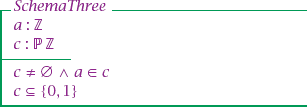 SchemaThree
a : ℤ
c : ℙ ℤ
c ≠ ∅ ∧ a ∈ c
c ⊆ {0, 1}